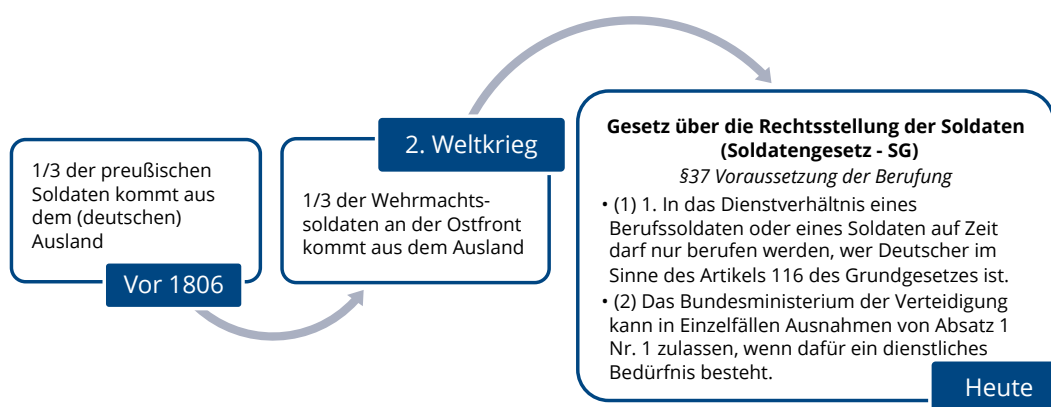 1/3 der preußischen
Soldaten kommt aus
dem (deutschen)
Ausland
Vor 1806
2. Weltkrieg
1/3 der Wehrmachts-
soldaten an der Ostfront
kommt aus dem Ausland
Gesetz über die Rechtsstellung der Soldaten
(Soldatengesetz - SG)
§37 Voraussetzung der Berufung
• (1) 1. In das Dienstverhältnis eines
Berufssoldaten oder eines Soldaten auf Zeit
darf nur berufen werden, wer Deutscher im
Sinne des Artikels 116 des Grundgesetzes ist.
• (2) Das Bundesministerium der Verteidigung
kann in Einzelfällen Ausnahmen von Absatz 1
Nr. 1 zulassen, wenn dafür ein dienstliches
Bedürfnis besteht.
Heute